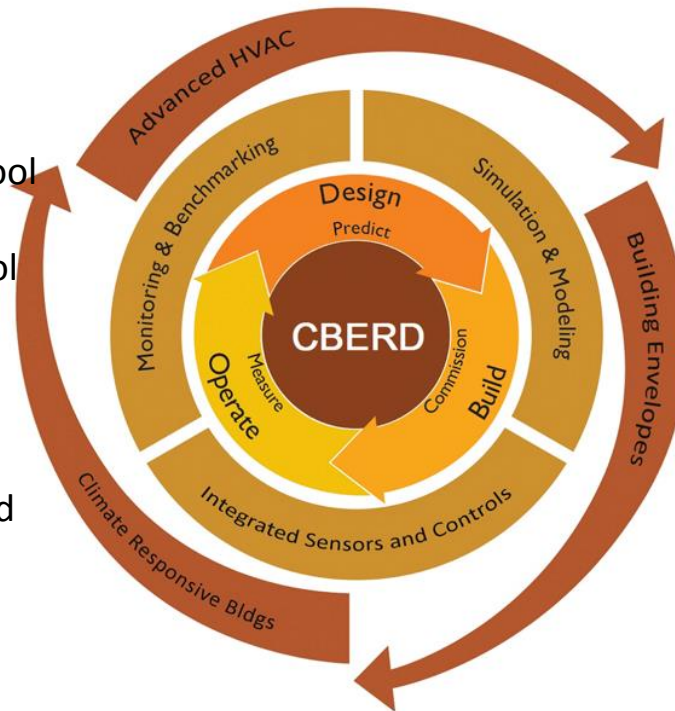 Advanced HVAC
Building Envelopes
Climate Responsive Bldgs
Monitoring & Benchmarking
Simulation & Modeling
Integrated Sensors and Controls
Design
Predict
Build
Commission
Operate
Measure
CBERD